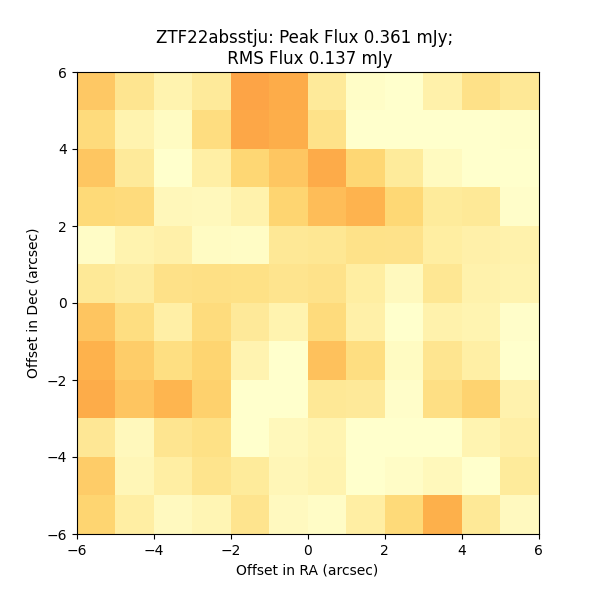 ZTF22absstju: Peak Flux 0.361 mJy;
RMS Flux 0.137 mJy
6
4
2
0
−2
−4
−6
Offset in Dec (arcsec)
−6 −4 −2 0 2 4 6
Offset in RA (arcsec)